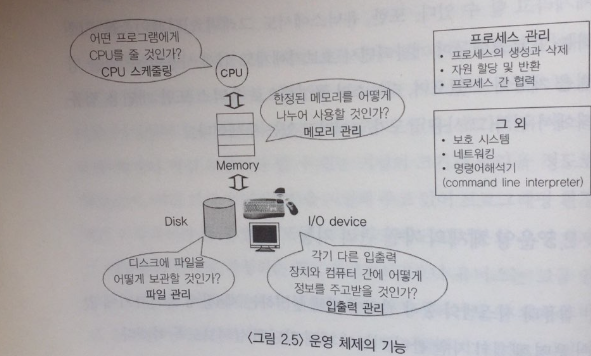 어떤 프로그램에게
CPU를 줄 것인가?
CPU 스케줄링
CPU
한정된 메모리를 어떻게
나누어 사용할 것인가?
메모리 관리
Memory
Disk
I/O device
디스크에 파일을
어떻게 보관할 것인가?
파일 관리
각기 다른 입출력
장치와 컴퓨터 간에 어떻게
정보를 주고받을 것인가?
입출력 관리
프로세스 관리
• 프로세스의 생성과 삭제
• 자원 할당 및 반환
• 프로세스 간 협력
그 외
• 보호 시스템
• 네트워킹
• 명령어해석기
(command line interpreter)
<그림 2.5> 운영 체제의 기능